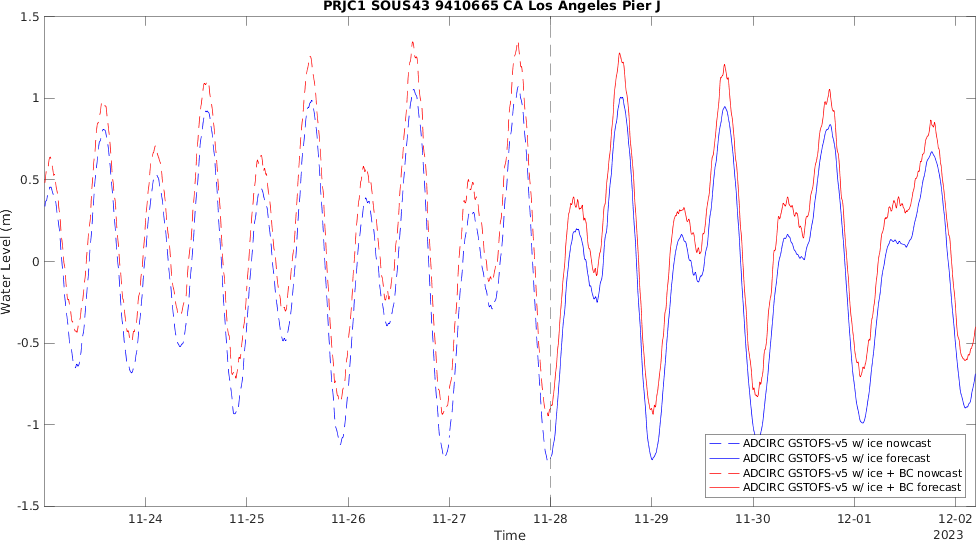 PRJC1 SOUS43 9410665 CA Los Angeles Pier J
1.5
1
0.5
0
-0.5
-1
-1.5
Water Level (m)
ADCIRC GSTOFS-v5 w/ ice nowcast
ADCIRC GSTOFS-v5 w/ ice forecast
ADCIRC GSTOFS-v5 w/ ice + BC nowcast
ADCIRC GSTOFS-v5 w/ ice + BC forecast
11-24 11-25 11-26 11-27 11-28 11-29 11-30 12-01 12-02
Time 2023